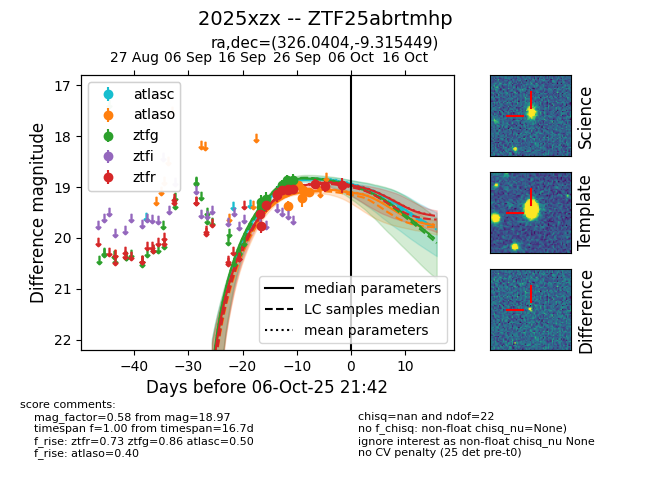 2025xzx -- ZTF25abrtmhp
ra,dec=(326.0404,-9.315449)
27 Aug 06 Sep 16 Sep 26 Sep 06 Oct 16 Oct
17
18
19
20
21
22
Difference magnitude
atlasc
atlaso
ztfg
ztfi
ztfr
median parameters
LC samples median
mean parameters
−40 −30 −20 −10 0 10
Days before 06-Oct-25 21:42
Science
Template
Difference
score comments:
mag_factor=0.58 from mag=18.97
timespan f=1.00 from timespan=16.7d
f_rise: ztfr=0.73 ztfg=0.86 atlasc=0.50
f_rise: atlaso=0.40
chisq=nan and ndof=22
no f_chisq: non-float chisq_nu=None)
ignore interest as non-float chisq_nu None
no CV penalty (25 det pre-t0)